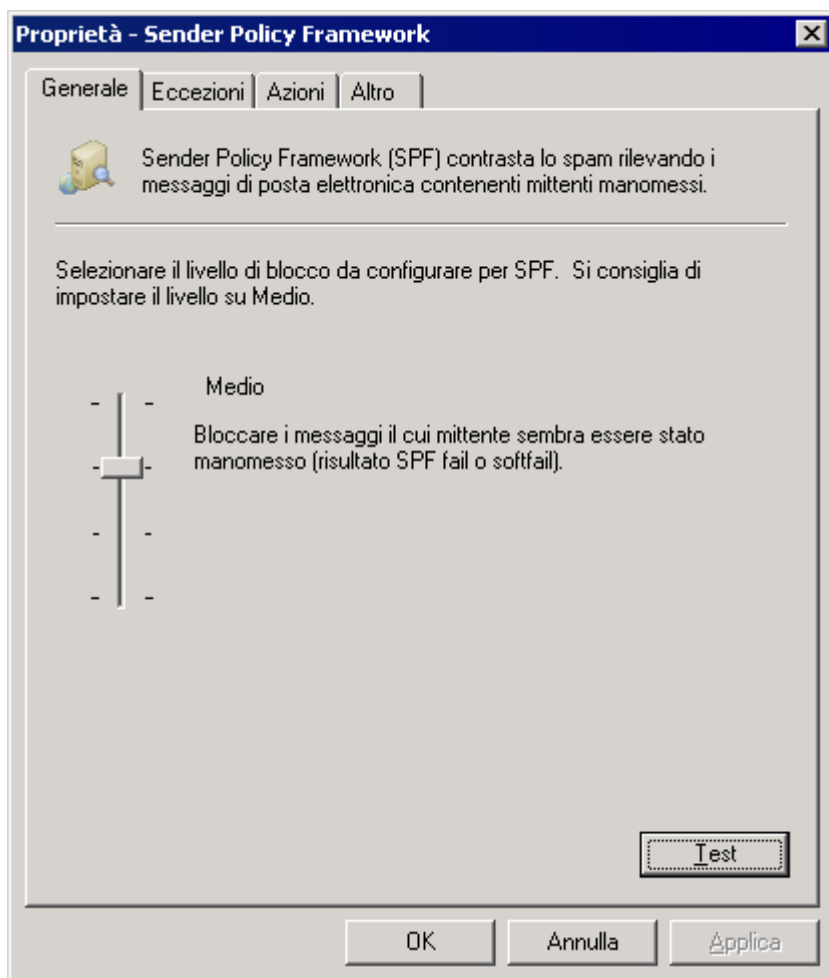 Proprietà - Sender Policy Framework
Generale
Eccezioni
Azioni
Altro
Sender Policy Framework (SPF) contrasta lo spam rilevando i
messaggi di posta elettronica contenenti mittenti manomessi.
Selezionare il livello di blocco da configurare per SPF.  Si consiglia di
impostare il livello su Medio.
Medio
Bloccare i messaggi il cui mittente sembra essere stato
manomesso (risultato SPF fail o softfail).
Test
OK
Annulla
Applica